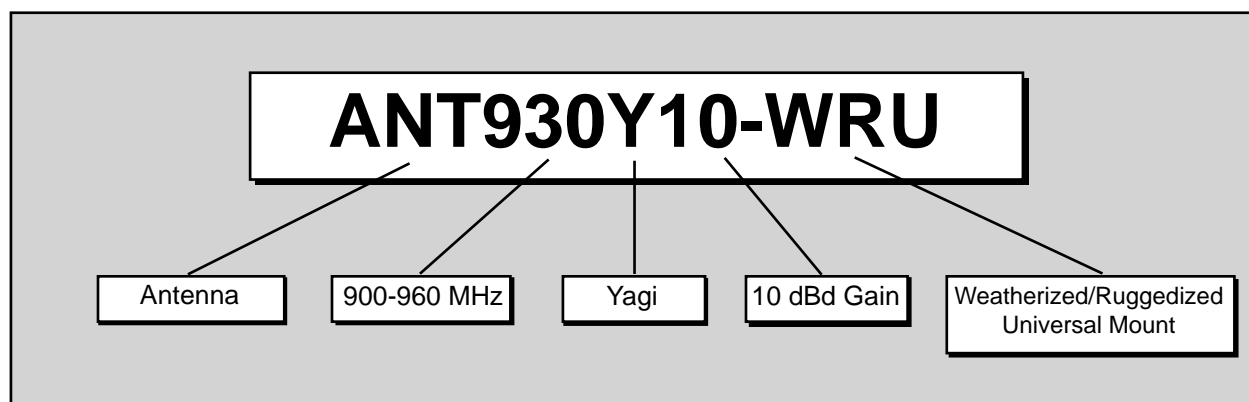 ANT930Y10-WRU
Antenna
900-960 MHz
Yagi
10 dBd Gain
Weatherized/Ruggedized
Universal Mount